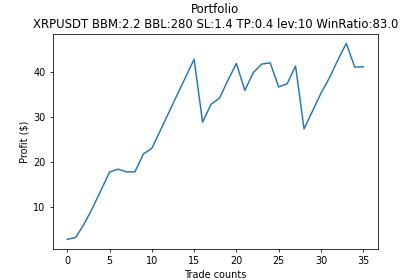 Portfolio
XRPUSDT BBM:2.2 BBL:280 SL:1.4 TP:0.4 lev:10 WinRatio:83.0
Profit ($)
40
30
20
10
0 5 10 15 20 25 30 35
Trade counts